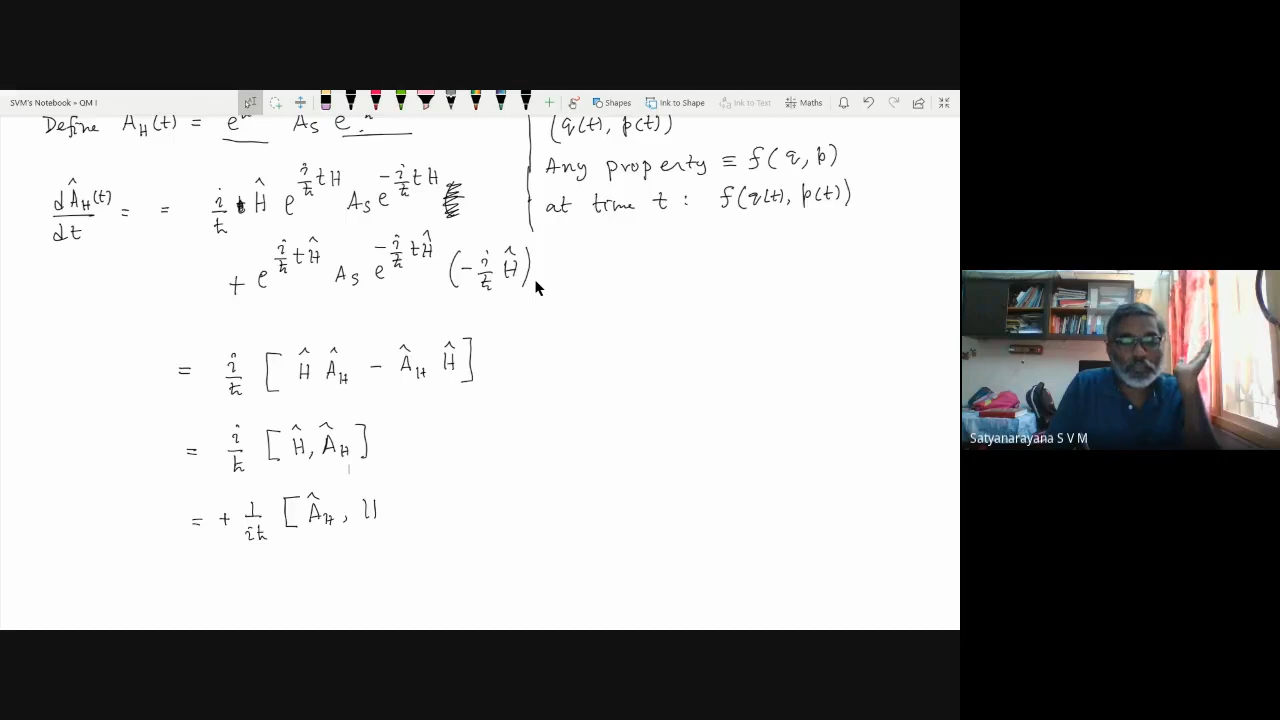 SVM's Notebook » QM I
Shapes Ink to Shape Ink to Text Maths
Define A_H(t) = e A_S e
(q(t), p(t))
Any property ≡ f(q, p)
at time t : f(q(t), p(t))
dÂ_H(t)/dt = = i/ħ Ĥ e^{i/ħ tH} A_S e^{-i/ħ tH}
+ e^{i/ħ tĤ} A_S e^{-i/ħ tĤ} (-i/ħ Ĥ)
= i/ħ [ Ĥ Â_H - Â_H Ĥ ]
= i/ħ [ Ĥ, Â_H ]
= + 1/iħ [ Â_H,
Satyanarayana S V M